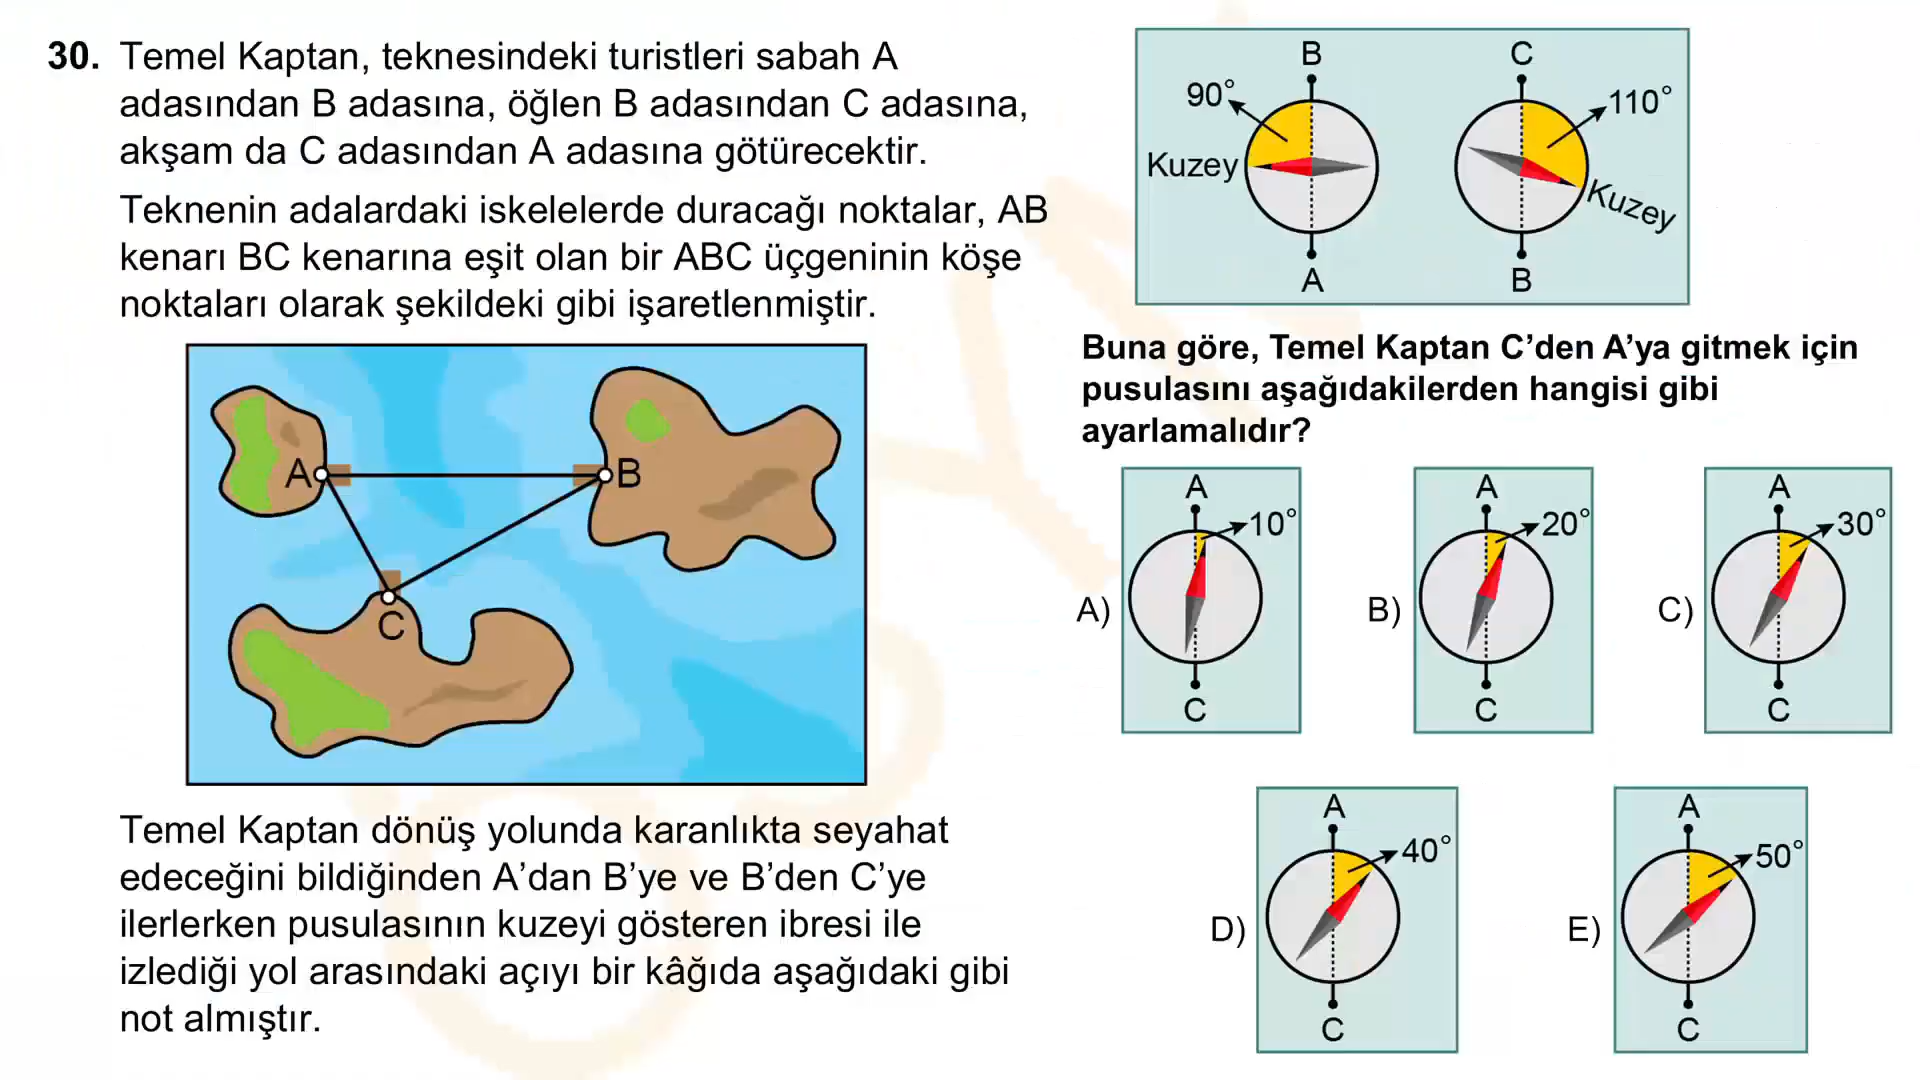 30. Temel Kaptan, teknesindeki turistleri sabah A
adasından B adasına, öğlen B adasından C adasına,
akşam da C adasından A adasına götürecektir.
Teknenin adalardaki iskelelerde duracağı noktalar, AB
kenarı BC kenarına eşit olan bir ABC üçgeninin köşe
noktaları olarak şekildeki gibi işaretlenmiştir.
A
B
C
Temel Kaptan dönüş yolunda karanlıkta seyahat
edeceğini bildiğinden A'dan B'ye ve B'den C'ye
ilerlerken pusulasının kuzeyi gösteren ibresi ile
izlediği yol arasındaki açıyı bir kâğıda aşağıdaki gibi
not almıştır.
B
90°
Kuzey
A
C
110°
Kuzey
B
Buna göre, Temel Kaptan C'den A'ya gitmek için
pusulasını aşağıdakilerden hangisi gibi
ayarlamalıdır?
A)
A
10°
C
B)
A
20°
C
C)
A
30°
C
D)
A
40°
C
E)
A
50°
C